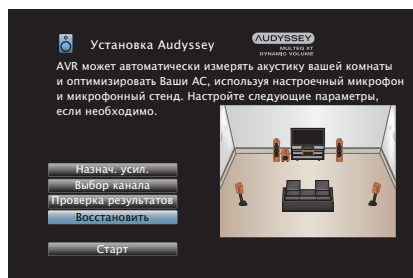 Установка Audyssey
AUDYSSEY
MULTEQ XT
DYNAMIC VOLUME
AVR может автоматически измерять акустику вашей комнаты
и оптимизировать Ваши АС, используя настроечный микрофон
и микрофонный стенд. Настройте следующие параметры,
если необходимо.
Назнач. усил.
Выбор канала
Проверка результатов
Восстановить
Старт